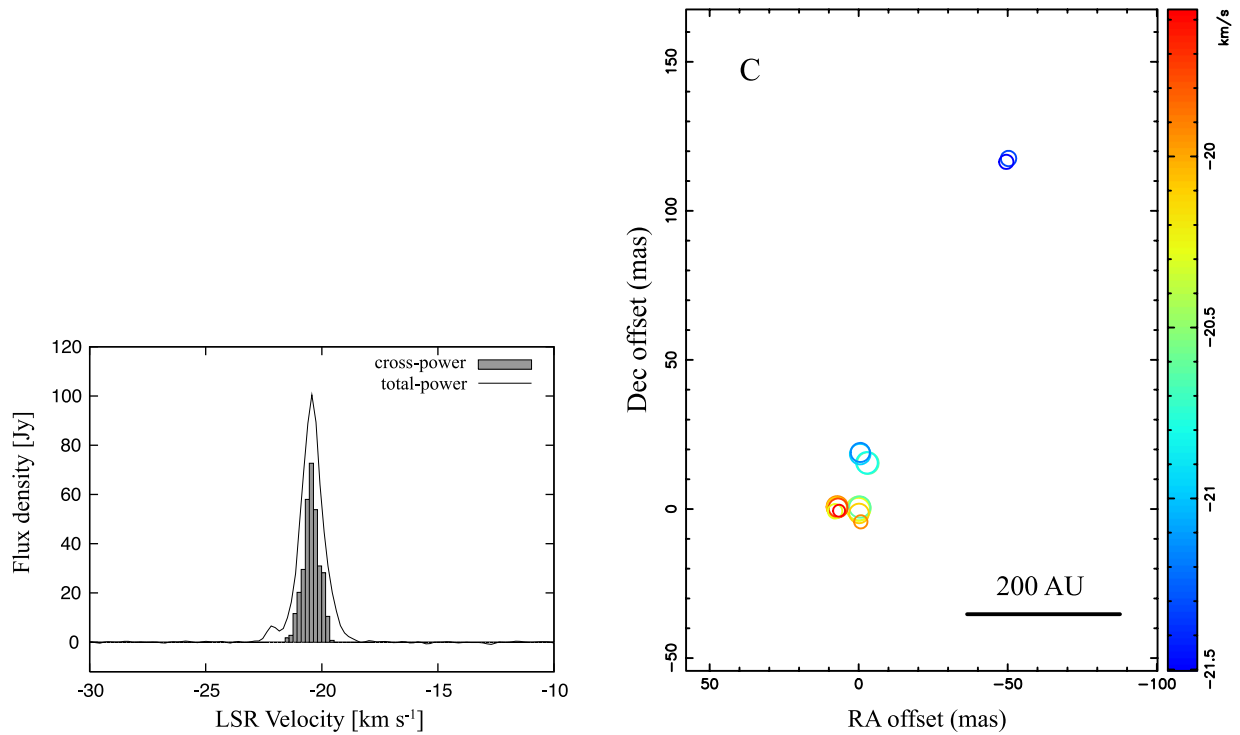 120
100
80
60
40
20
0
-30
-25
-20
-15
-10
Flux density [Jy]
LSR Velocity [km s⁻¹]
cross-power
total-power
C
150
100
50
0
−50
50
0
−50
−100
Dec offset (mas)
RA offset (mas)
200 AU
km/s
−20
−20.5
−21
−21.5